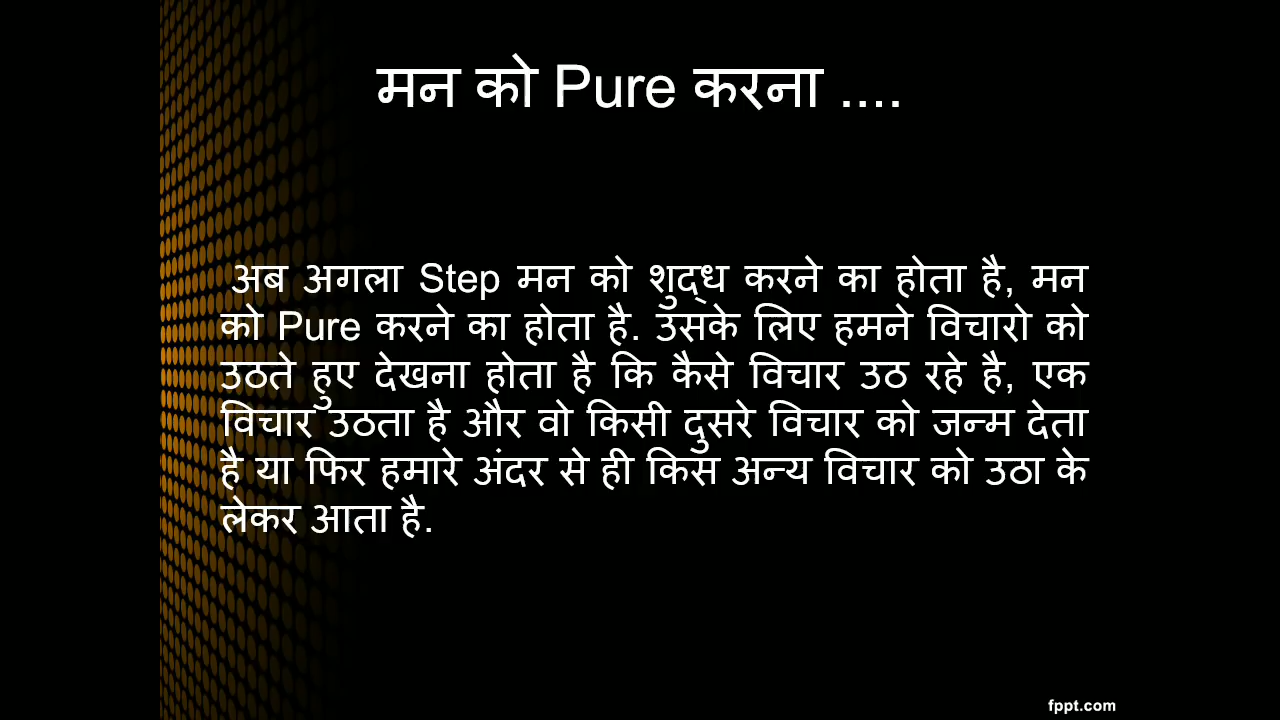 मन को Pure करना ....
अब अगला Step मन को शुद्ध करने का होता है, मन
को Pure करने का होता है. उसके लिए हमने विचारो को
उठते हुए देखना होता है कि कैसे विचार उठ रहे है, एक
विचार उठता है और वो किसी दुसरे विचार को जन्म देता
है या फिर हमारे अंदर से ही किस अन्य विचार को उठा के
लेकर आता है.
fppt.com